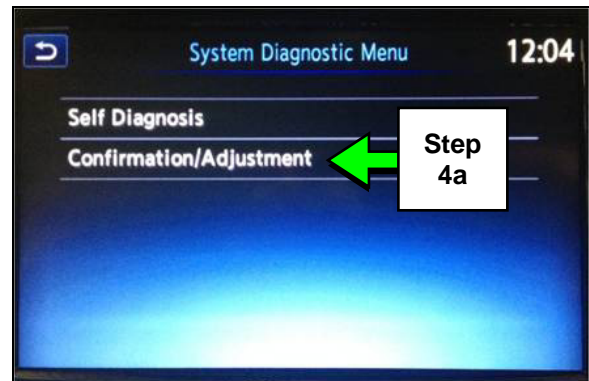 System Diagnostic Menu 12:04
Self Diagnosis
Confirmation/Adjustment
Step
4a